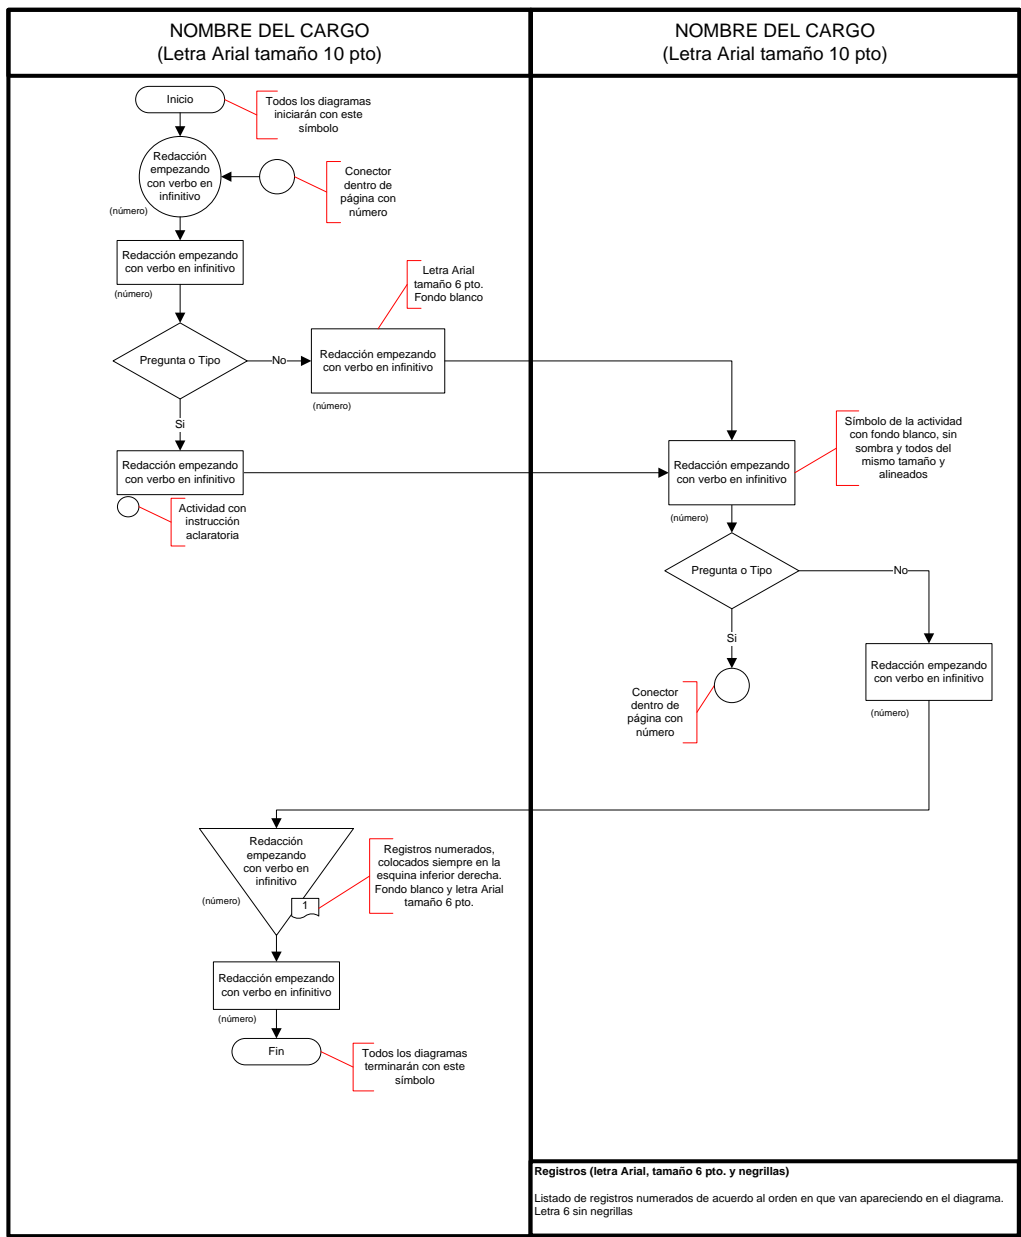 NOMBRE DEL CARGO
(Letra Arial tamaño 10 pto)
NOMBRE DEL CARGO
(Letra Arial tamaño 10 pto)
Inicio
Todos los diagramas
iniciarán con este
símbolo
Redacción
empezando
con verbo en
infinitivo
(número)
Conector
dentro de
página con
número
Redacción empezando
con verbo en infinitivo
(número)
Letra Arial
tamaño 6 pto.
Fondo blanco
Pregunta o Tipo
No
Redacción empezando
con verbo en infinitivo
(número)
Si
Redacción empezando
con verbo en infinitivo
Actividad con
instrucción
aclaratoria
Redacción empezando
con verbo en infinitivo
(número)
Símbolo de la actividad
con fondo blanco, sin
sombra y todos del
mismo tamaño y
alineados
Pregunta o Tipo
No
Si
Redacción empezando
con verbo en infinitivo
(número)
Conector
dentro de
página con
número
Redacción
empezando
con verbo en
infinitivo
(número)
1
Registros numerados,
colocados siempre en la
esquina inferior derecha.
Fondo blanco y letra Arial
tamaño 6 pto.
Redacción empezando
con verbo en infinitivo
(número)
Fin
Todos los diagramas
terminarán con este
símbolo
Registros (letra Arial, tamaño 6 pto. y negrillas)
Listado de registros numerados de acuerdo al orden en que van apareciendo en el diagrama.
Letra 6 sin negrillas